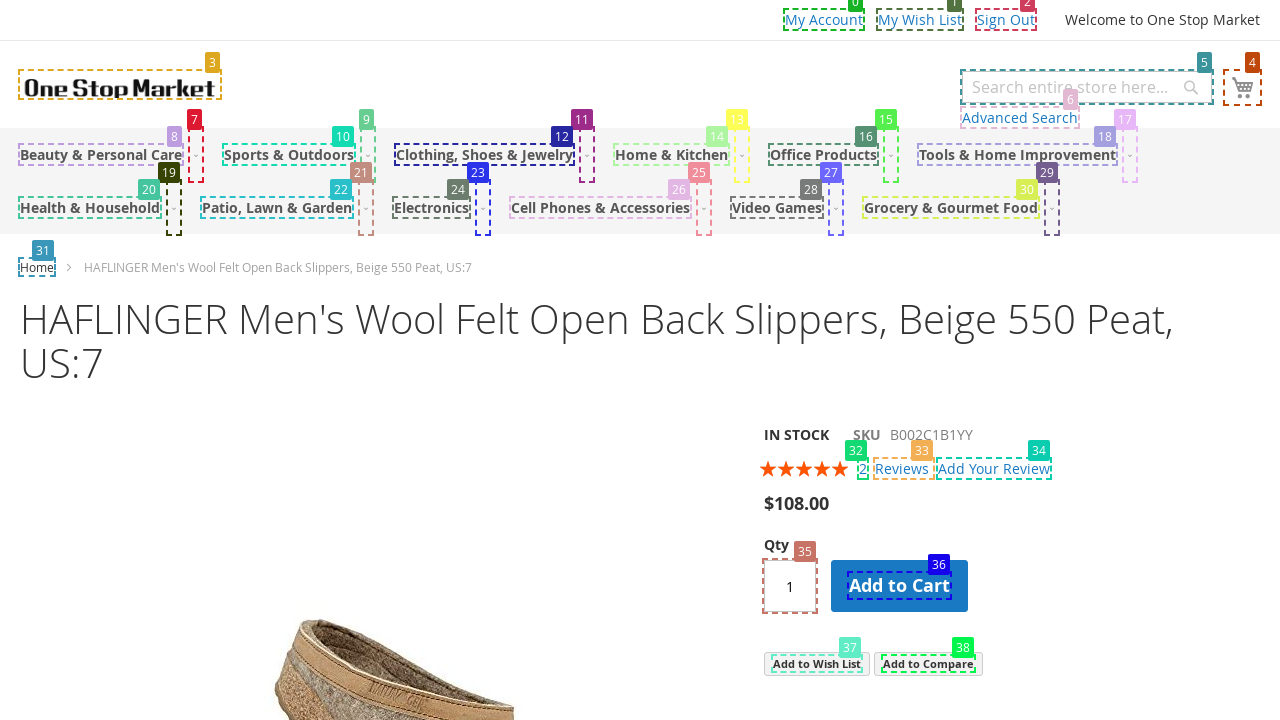 0 1 2
My Account My Wish List Sign Out Welcome to One Stop Market
3 5 4
One Stop Market Search entire store here...
6
Advanced Search
7 8 9 10 11 12 13 14 15 16 17 18
Beauty & Personal Care Sports & Outdoors Clothing, Shoes & Jewelry Home & Kitchen Office Products Tools & Home Improvement
19 20 21 22 23 24 25 26 27 28 29 30
Health & Household Patio, Lawn & Garden Electronics Cell Phones & Accessories Video Games Grocery & Gourmet Food
31
Home HAFLINGER Men's Wool Felt Open Back Slippers, Beige 550 Peat, US:7
HAFLINGER Men's Wool Felt Open Back Slippers, Beige 550 Peat,
US:7
IN STOCK SKU B002C1B1YY
32 33 34
2 Reviews Add Your Review
$108.00
Qty 35
36
1 Add to Cart
37 38
Add to Wish List Add to Compare